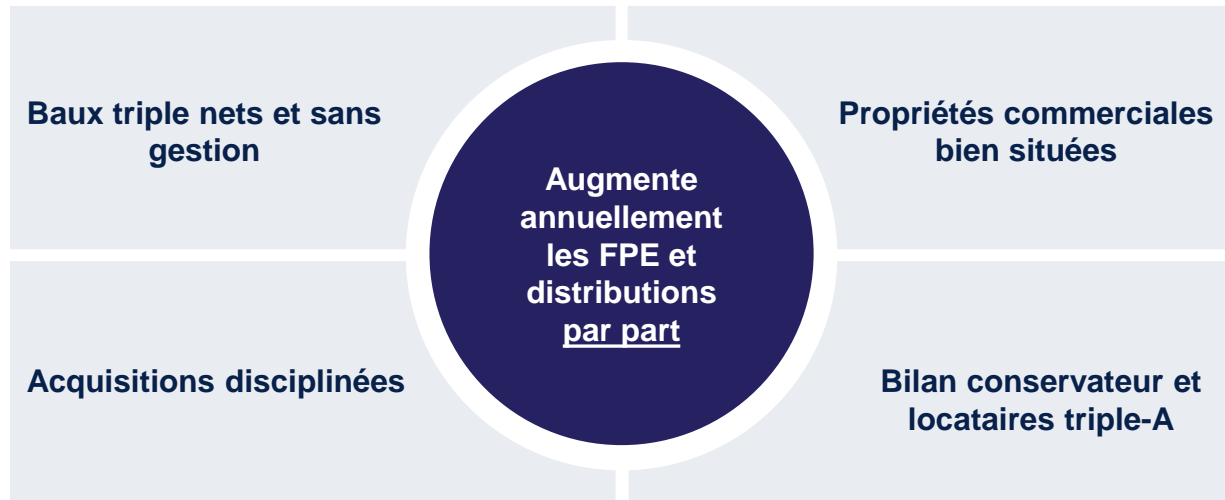 Baux triple nets et sans
gestion
Propriétés commerciales
bien situées
Augmente
annuellement
les FPE et
distributions
par part
Acquisitions disciplinées
Bilan conservateur et
locataires triple-A